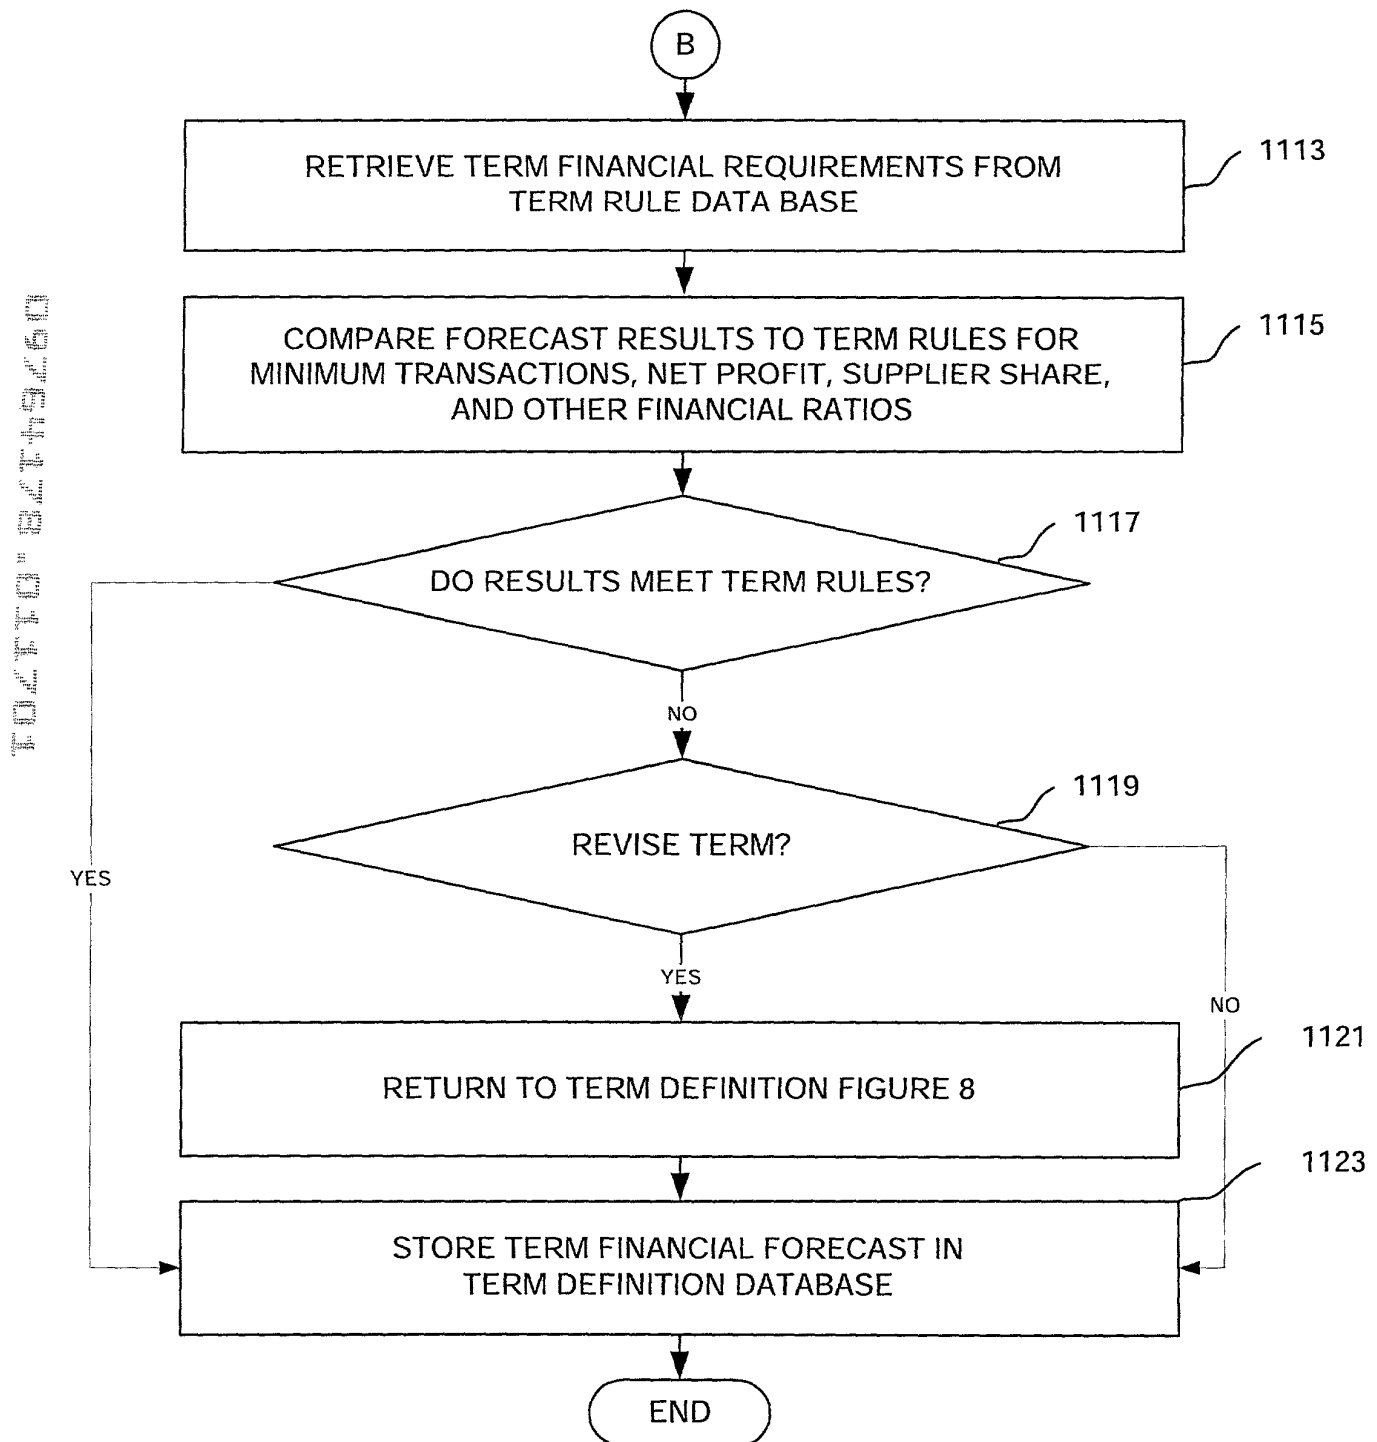 B
RETRIEVE TERM FINANCIAL REQUIREMENTS FROM
TERM RULE DATA BASE
1113
COMPARE FORECAST RESULTS TO TERM RULES FOR
MINIMUM TRANSACTIONS, NET PROFIT, SUPPLIER SHARE,
AND OTHER FINANCIAL RATIOS
1115
DO RESULTS MEET TERM RULES?
1117
NO
REVISE TERM?
1119
YES
YES
NO
RETURN TO TERM DEFINITION FIGURE 8
1121
STORE TERM FINANCIAL FORECAST IN
TERM DEFINITION DATABASE
1123
END